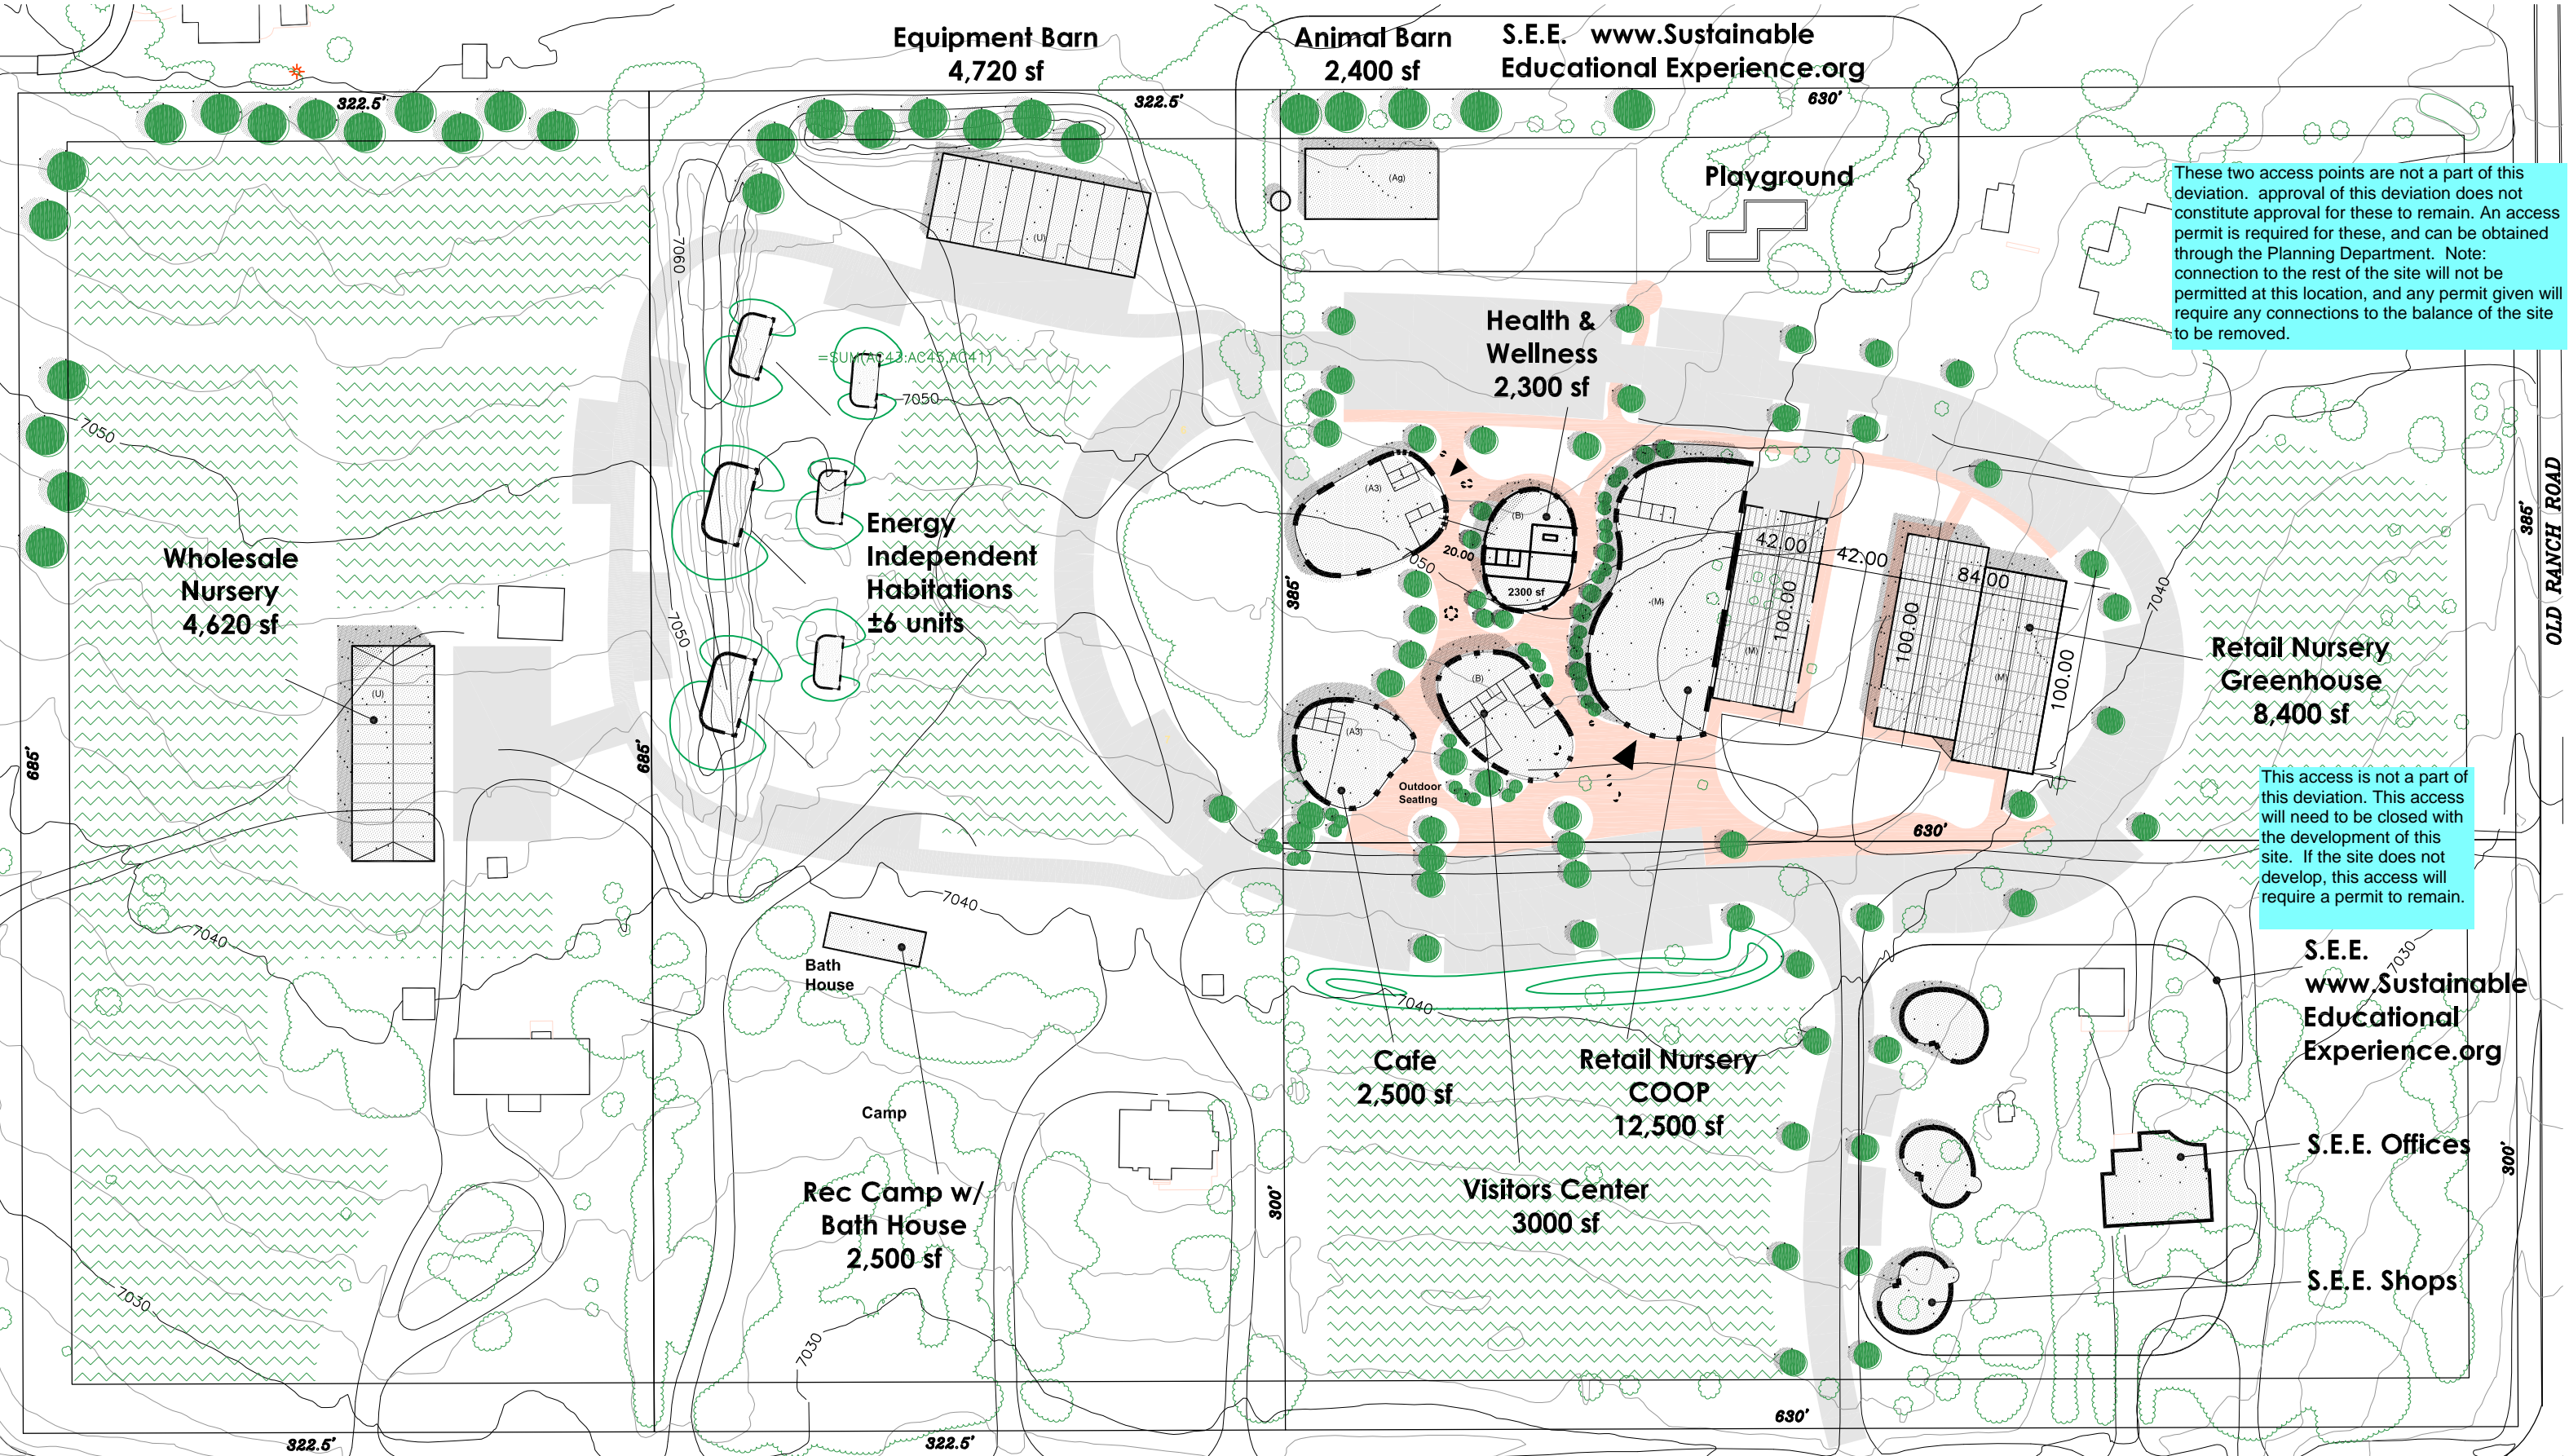 Equipment Barn
4,720 sf
Animal Barn
2,400 sf
S.E.E. www.Sustainable
Educational Experience.org
322.5'
322.5'
630'
(Ag)
Playground
These two access points are not a part of this
deviation. approval of this deviation does not
constitute approval for these to remain. An access
permit is required for these, and can be obtained
through the Planning Department. Note:
connection to the rest of the site will not be
permitted at this location, and any permit given will
require any connections to the balance of the site
to be removed.
(U)
7060
Health &
Wellness
2,300 sf
=SUM(AC43:AC45,AC41)
7050
7050
(A3)
(B)
20.00
7050
2300 sf
(M)
42.00
42.00
84.00
100.00
100.00
100.00
(M)
(M)
7040
385'
385'
OLD RANCH ROAD
Wholesale
Nursery
4,620 sf
Energy
Independent
Habitations
±6 units
7050
(U)
Retail Nursery
Greenhouse
8,400 sf
(B)
(A3)
Outdoor
Seating
685'
685'
630'
This access is not a part of
this deviation. This access
will need to be closed with
the development of this
site. If the site does not
develop, this access will
require a permit to remain.
7040
7040
Bath
House
7040
7030
S.E.E.
www.Sustainable
Educational
Experience.org
Cafe
2,500 sf
Retail Nursery
COOP
12,500 sf
Camp
S.E.E. Offices
Rec Camp w/
Bath House
2,500 sf
300'
Visitors Center
3000 sf
300'
S.E.E. Shops
7030
7030
322.5'
322.5'
630'